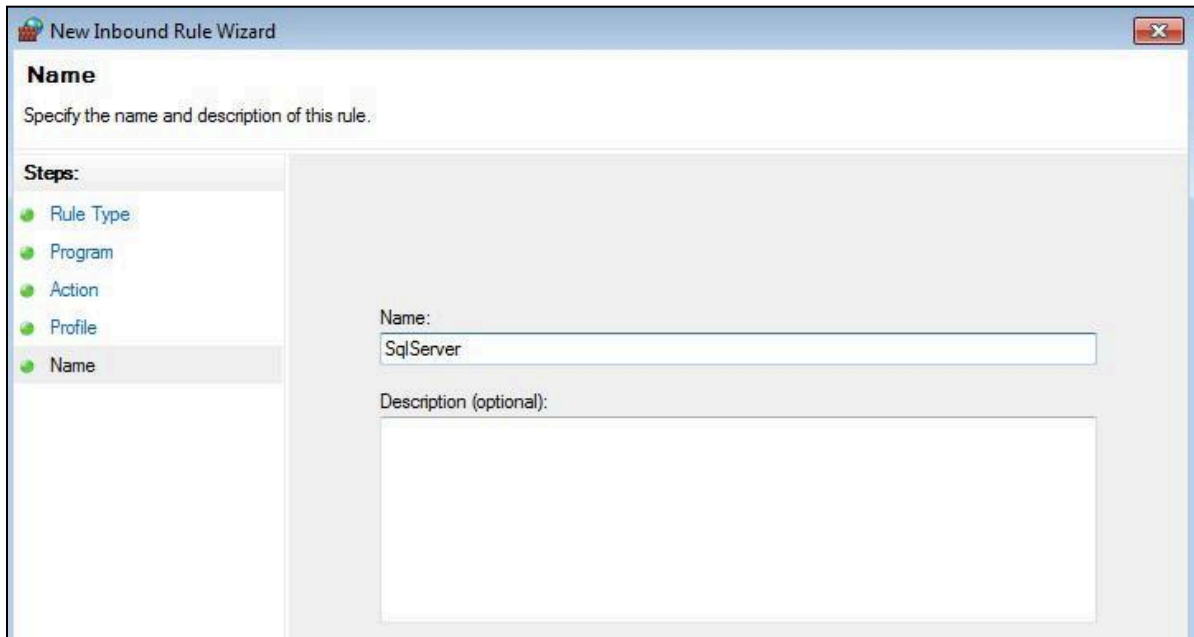 New Inbound Rule Wizard
Name
Specify the name and description of this rule.
Steps:
Rule Type
Program
Action
Profile
Name
Name:
SqlServer
Description (optional):